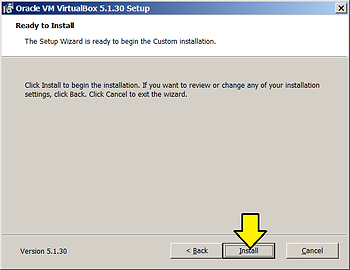 Oracle VM VirtualBox 5.1.30 Setup
Ready to Install
The Setup Wizard is ready to begin the Custom installation.
Click Install to begin the installation. If you want to review or change any of your installation
settings, click Back. Click Cancel to exit the wizard.
Version 5.1.30
< Back
Install
Cancel